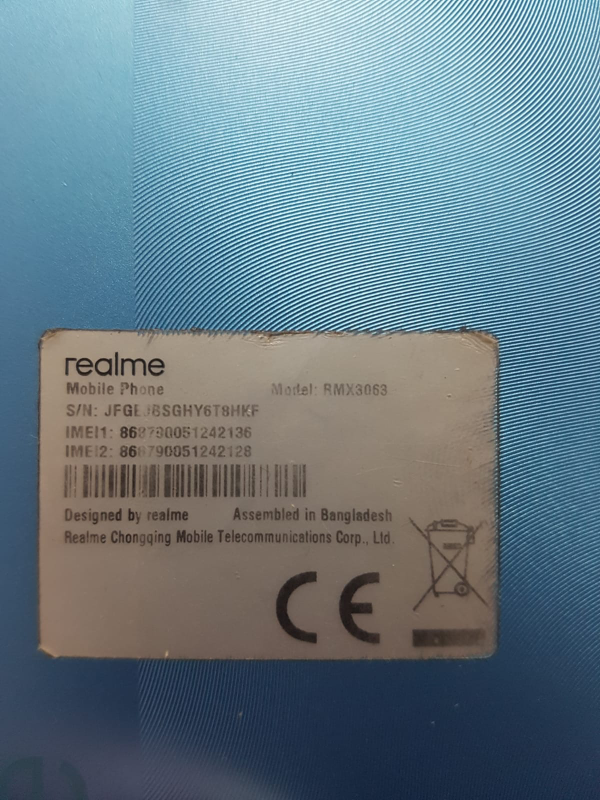 realme
Mobile Phone Model: RMX3063
S/N:
IMEI1:
IMEI2:
Designed by realme Assembled in Bangladesh
Realme Chongqing Mobile Telecommunications Corp., Ltd.
CE